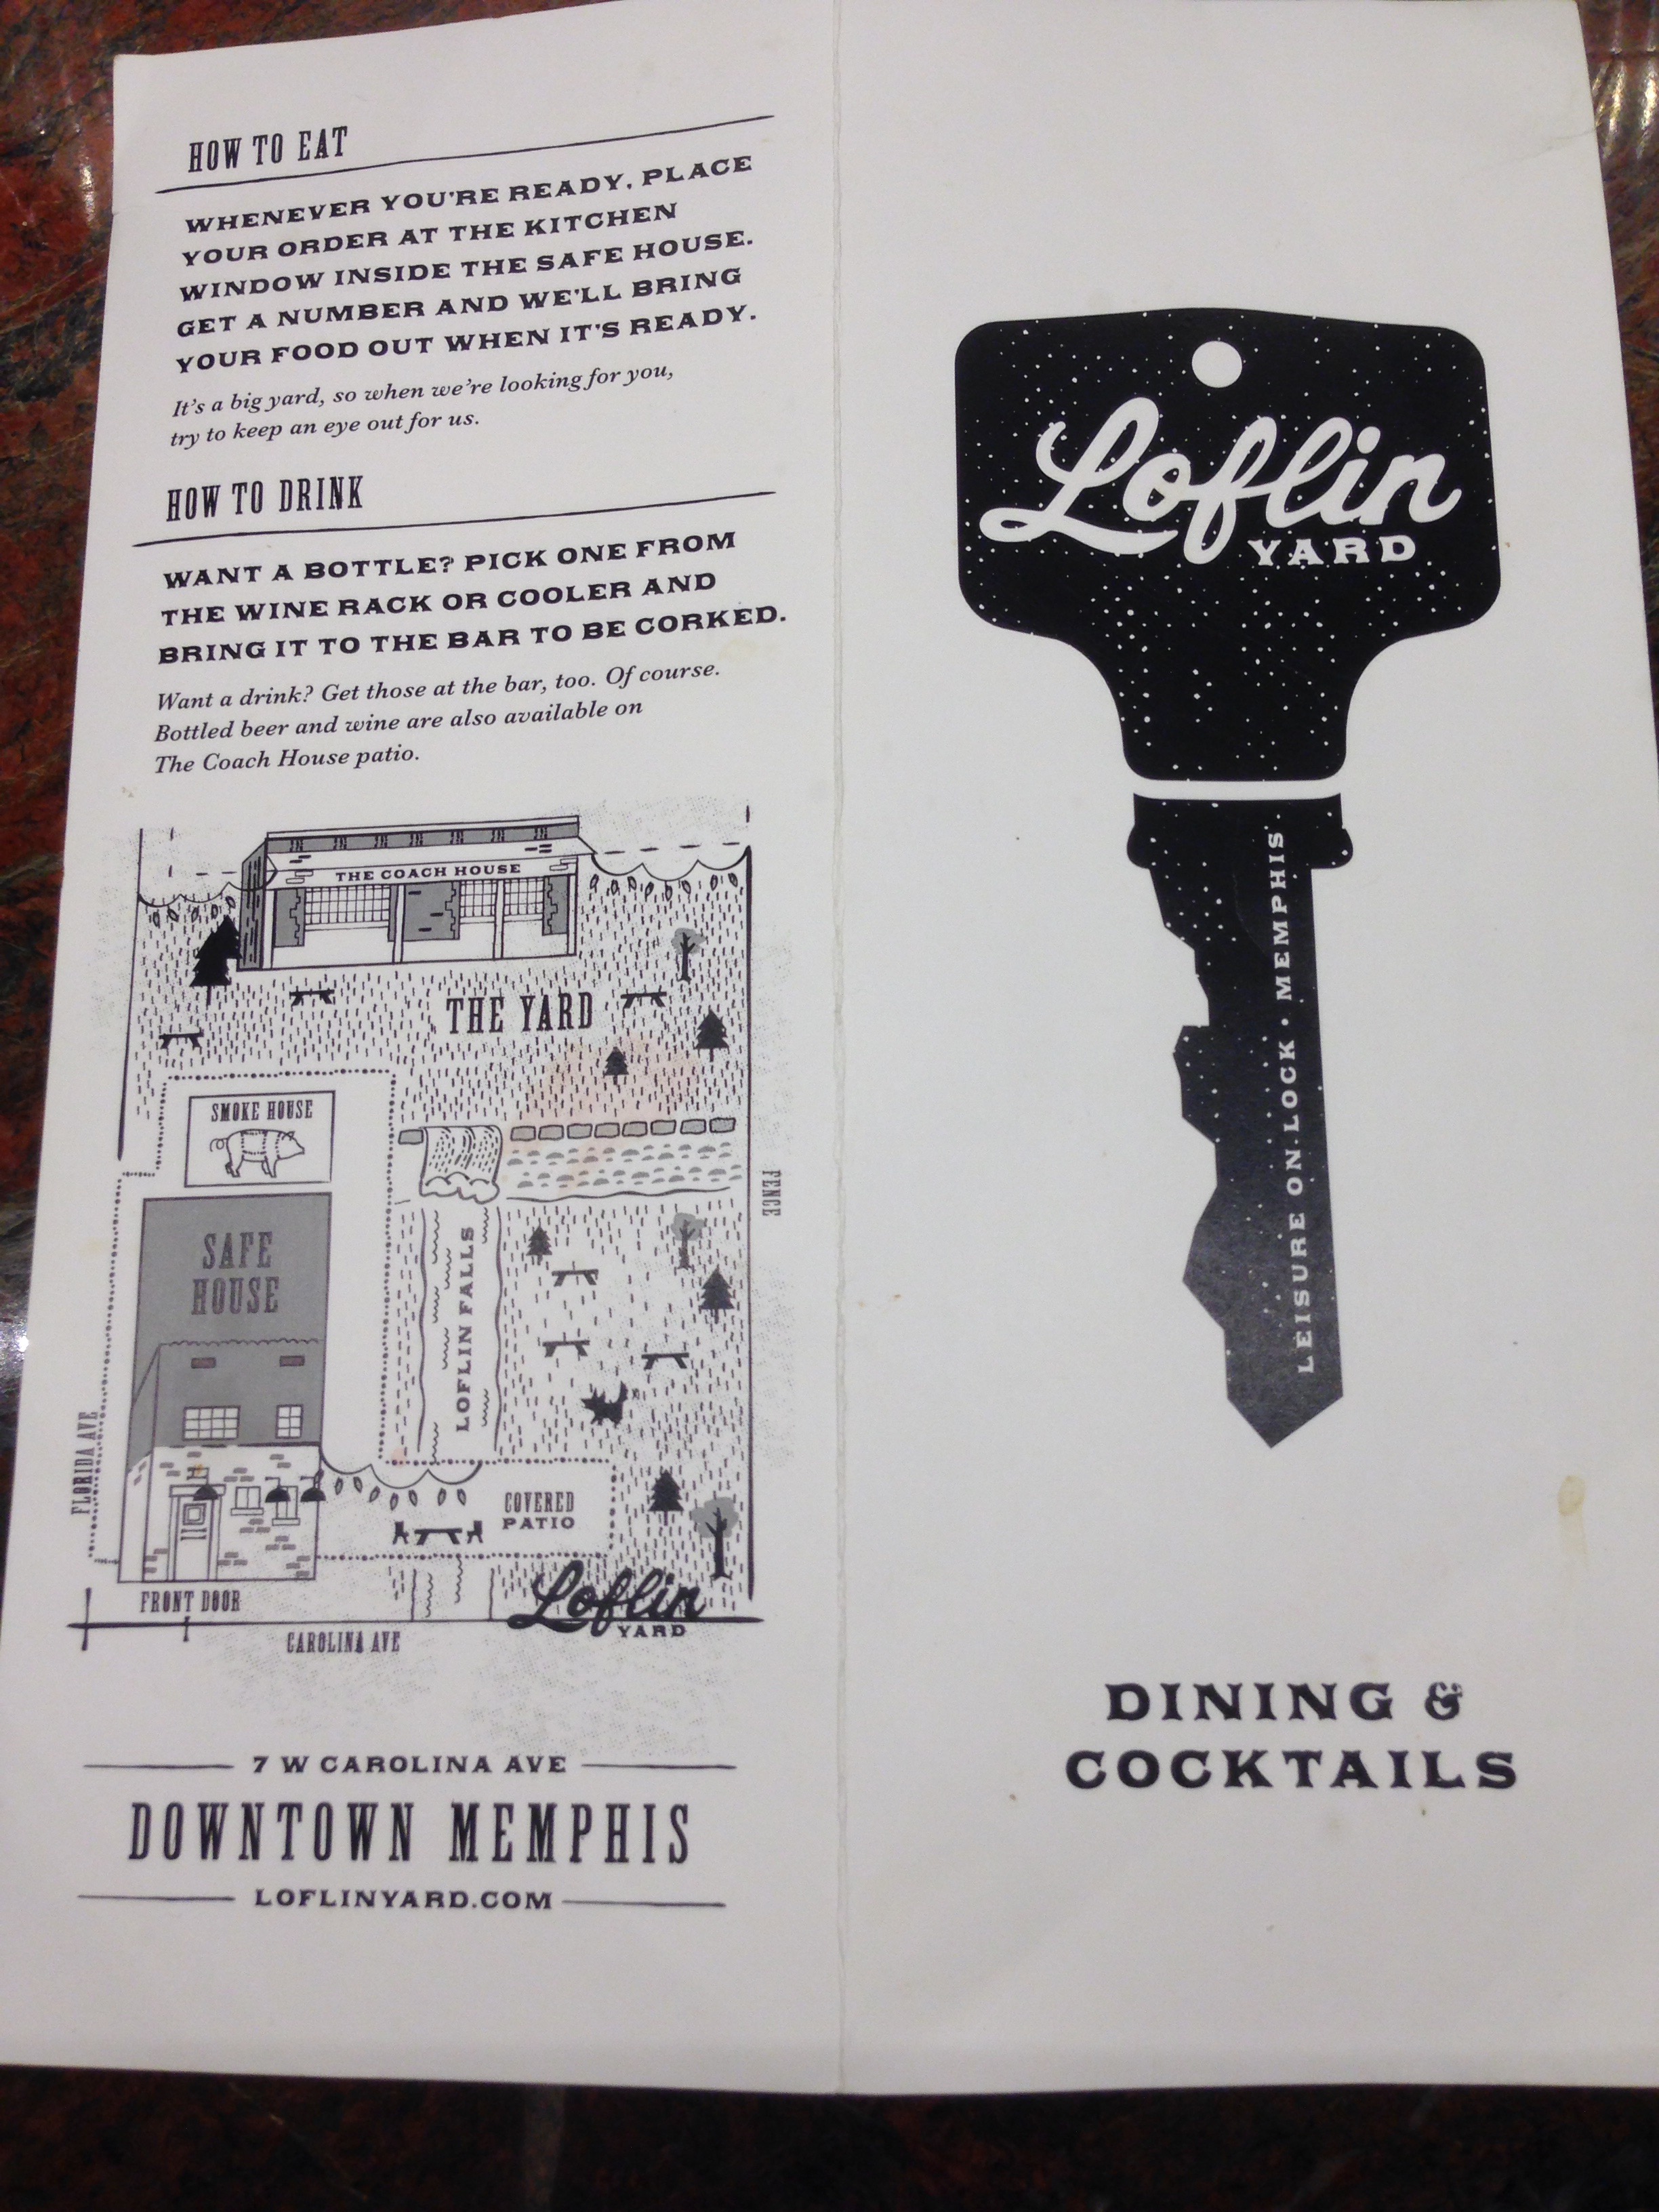 HOW TO EAT
WHENEVER YOU'RE READY, PLACE
YOUR ORDER AT THE KITCHEN
WINDOW INSIDE THE SAFE HOUSE.
GET A NUMBER AND WE'LL BRING
YOUR FOOD OUT WHEN IT'S READY.
It's a big yard, so when we're looking for you,
try to keep an eye out for us.
HOW TO DRINK
WANT A BOTTLE? PICK ONE FROM
THE WINE RACK OR COOLER AND
BRING IT TO THE BAR TO BE CORKED.
Want a drink? Get those at the bar, too. Of course.
Bottled beer and wine are also available on
The Coach House patio.
THE COACH HOUSE
THE YARD
SMOKE HOUSE
FENCE
SAFE
HOUSE
LOFLIN FALLS
FLORIDA AVE
COVERED
PATIO
FRONT DOOR
Loflin
YARD
CAROLINA AVE
7 W CAROLINA AVE
DOWNTOWN MEMPHIS
LOFLINYARD.COM
Loflin
YARD
LEISURE ON LOCK · MEMPHIS
DINING &
COCKTAILS